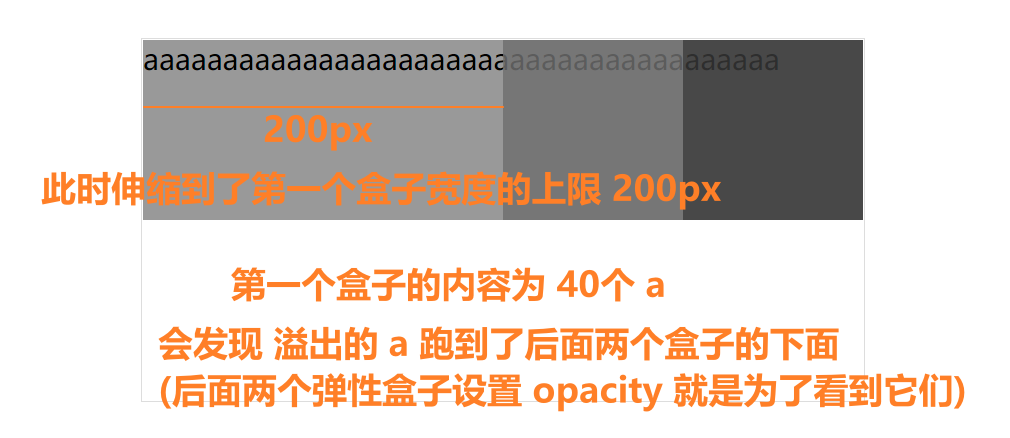 aaaaaaaaaaaaaaaaaaaaaaaaaaaaaaaaaaaaaaaa
200px
此时伸缩到了第一个盒子宽度的上限 200px
第一个盒子的内容为 40个 a
会发现 溢出的 a 跑到了后面两个盒子的下面
(后面两个弹性盒子设置 opacity 就是为了看到它们)